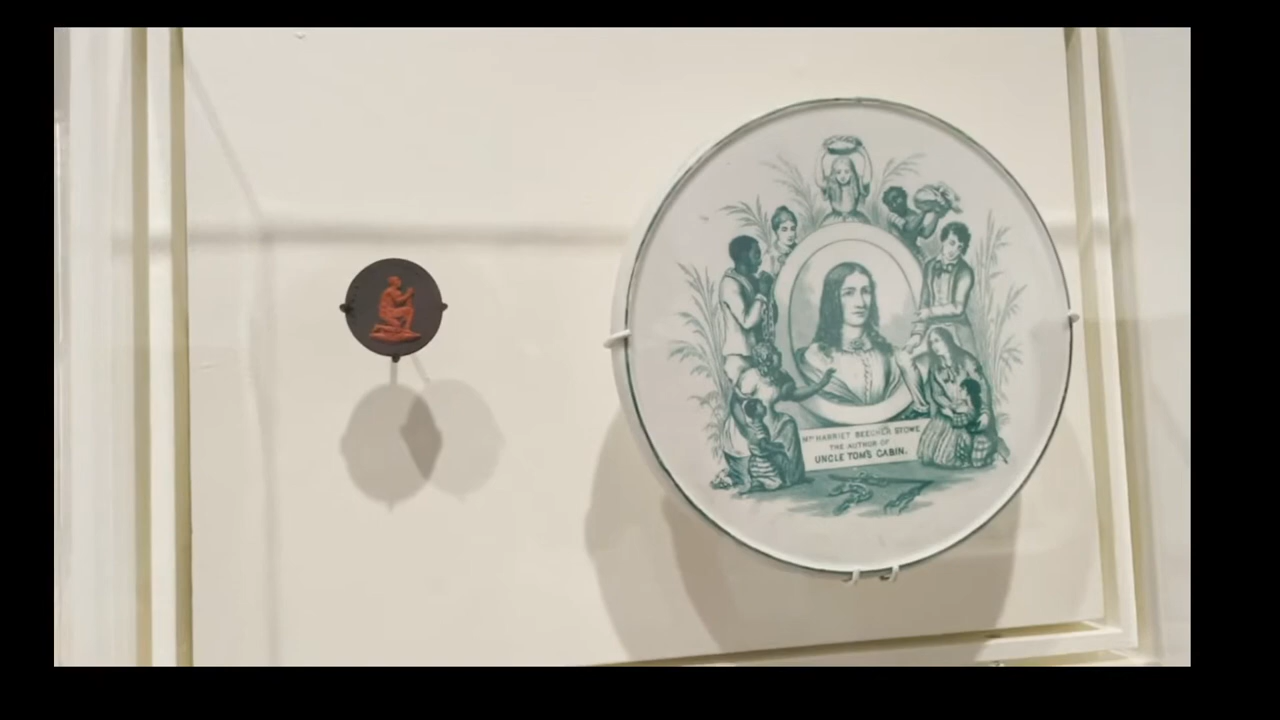 Mrs HARRIET BEECHER STOWE
THE AUTHOR OF
UNCLE TOM'S CABIN.